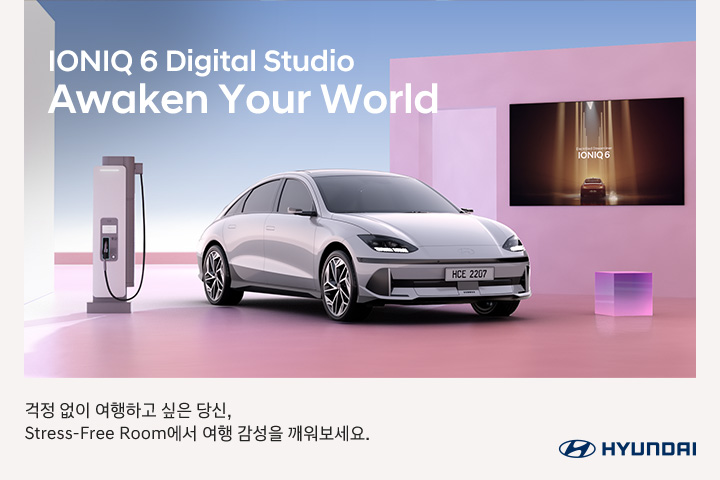 IONIQ 6 Digital Studio
Awaken Your World
IONIQ 6
HCE 2207
걱정 없이 여행하고 싶은 당신,
Stress-Free Room에서 여행 감성을 깨워보세요.
HYUNDAI